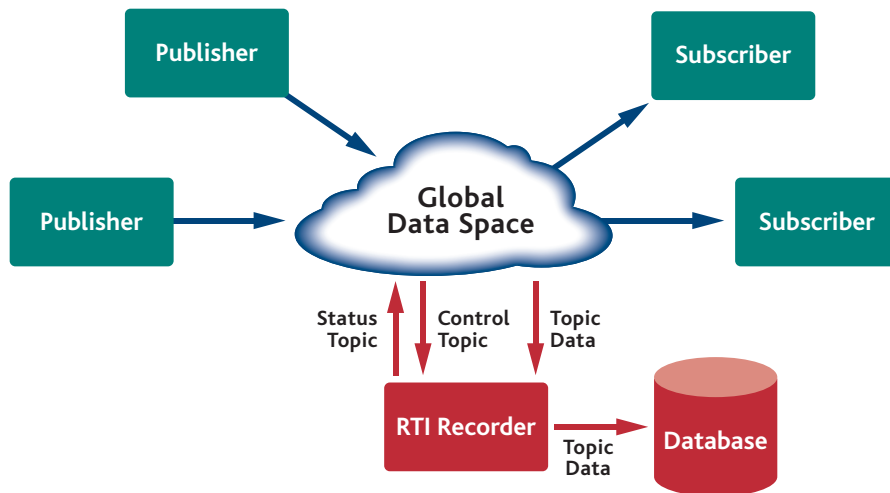 Publisher
Subscriber
Publisher
Global
Data Space
Subscriber
Status
Topic
Control
Topic
Topic
Data
RTI Recorder
Topic
Data
Database